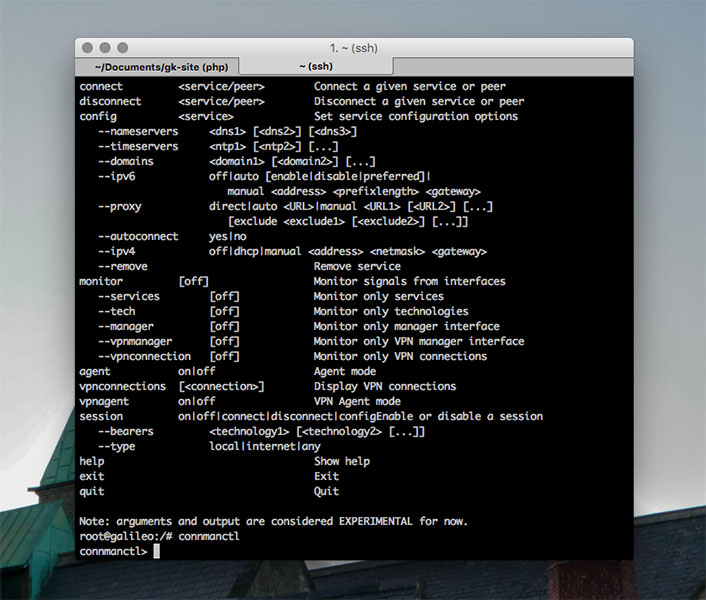 1. ~ (ssh)
~/Documents/gk-site (php) ~ (ssh)
connect <service/peer> Connect a given service or peer
disconnect <service/peer> Disconnect a given service or peer
config <service> Set service configuration options
--nameservers <dns1> [<dns2>] [<dns3>]
--timeservers <ntp1> [<ntp2>] [...]
--domains <domain1> [<domain2>] [...]
--ipv6 off|auto [enable|disable|preferred]|
manual <address> <prefixlength> <gateway>
--proxy direct|auto <URL>|manual <URL1> [<URL2>] [...]
[exclude <exclude1> [<exclude2>] [...]]
--autoconnect yes|no
--ipv4 off|dhcp|manual <address> <netmask> <gateway>
--remove Remove service
monitor [off] Monitor signals from interfaces
--services [off] Monitor only services
--tech [off] Monitor only technologies
--manager [off] Monitor only manager interface
--vpnmanager [off] Monitor only VPN manager interface
--vpnconnection [off] Monitor only VPN connections
agent on|off Agent mode
vpnconnections [<connection>] Display VPN connections
vpnagent on|off VPN Agent mode
session on|off|connect|disconnect|configEnable or disable a session
--bearers <technology1> [<technology2> [...]]
--type local|internet|any
help Show help
exit Exit
quit Quit
Note: arguments and output are considered EXPERIMENTAL for now.
root@galileo:/# connmanctl
connmanctl>